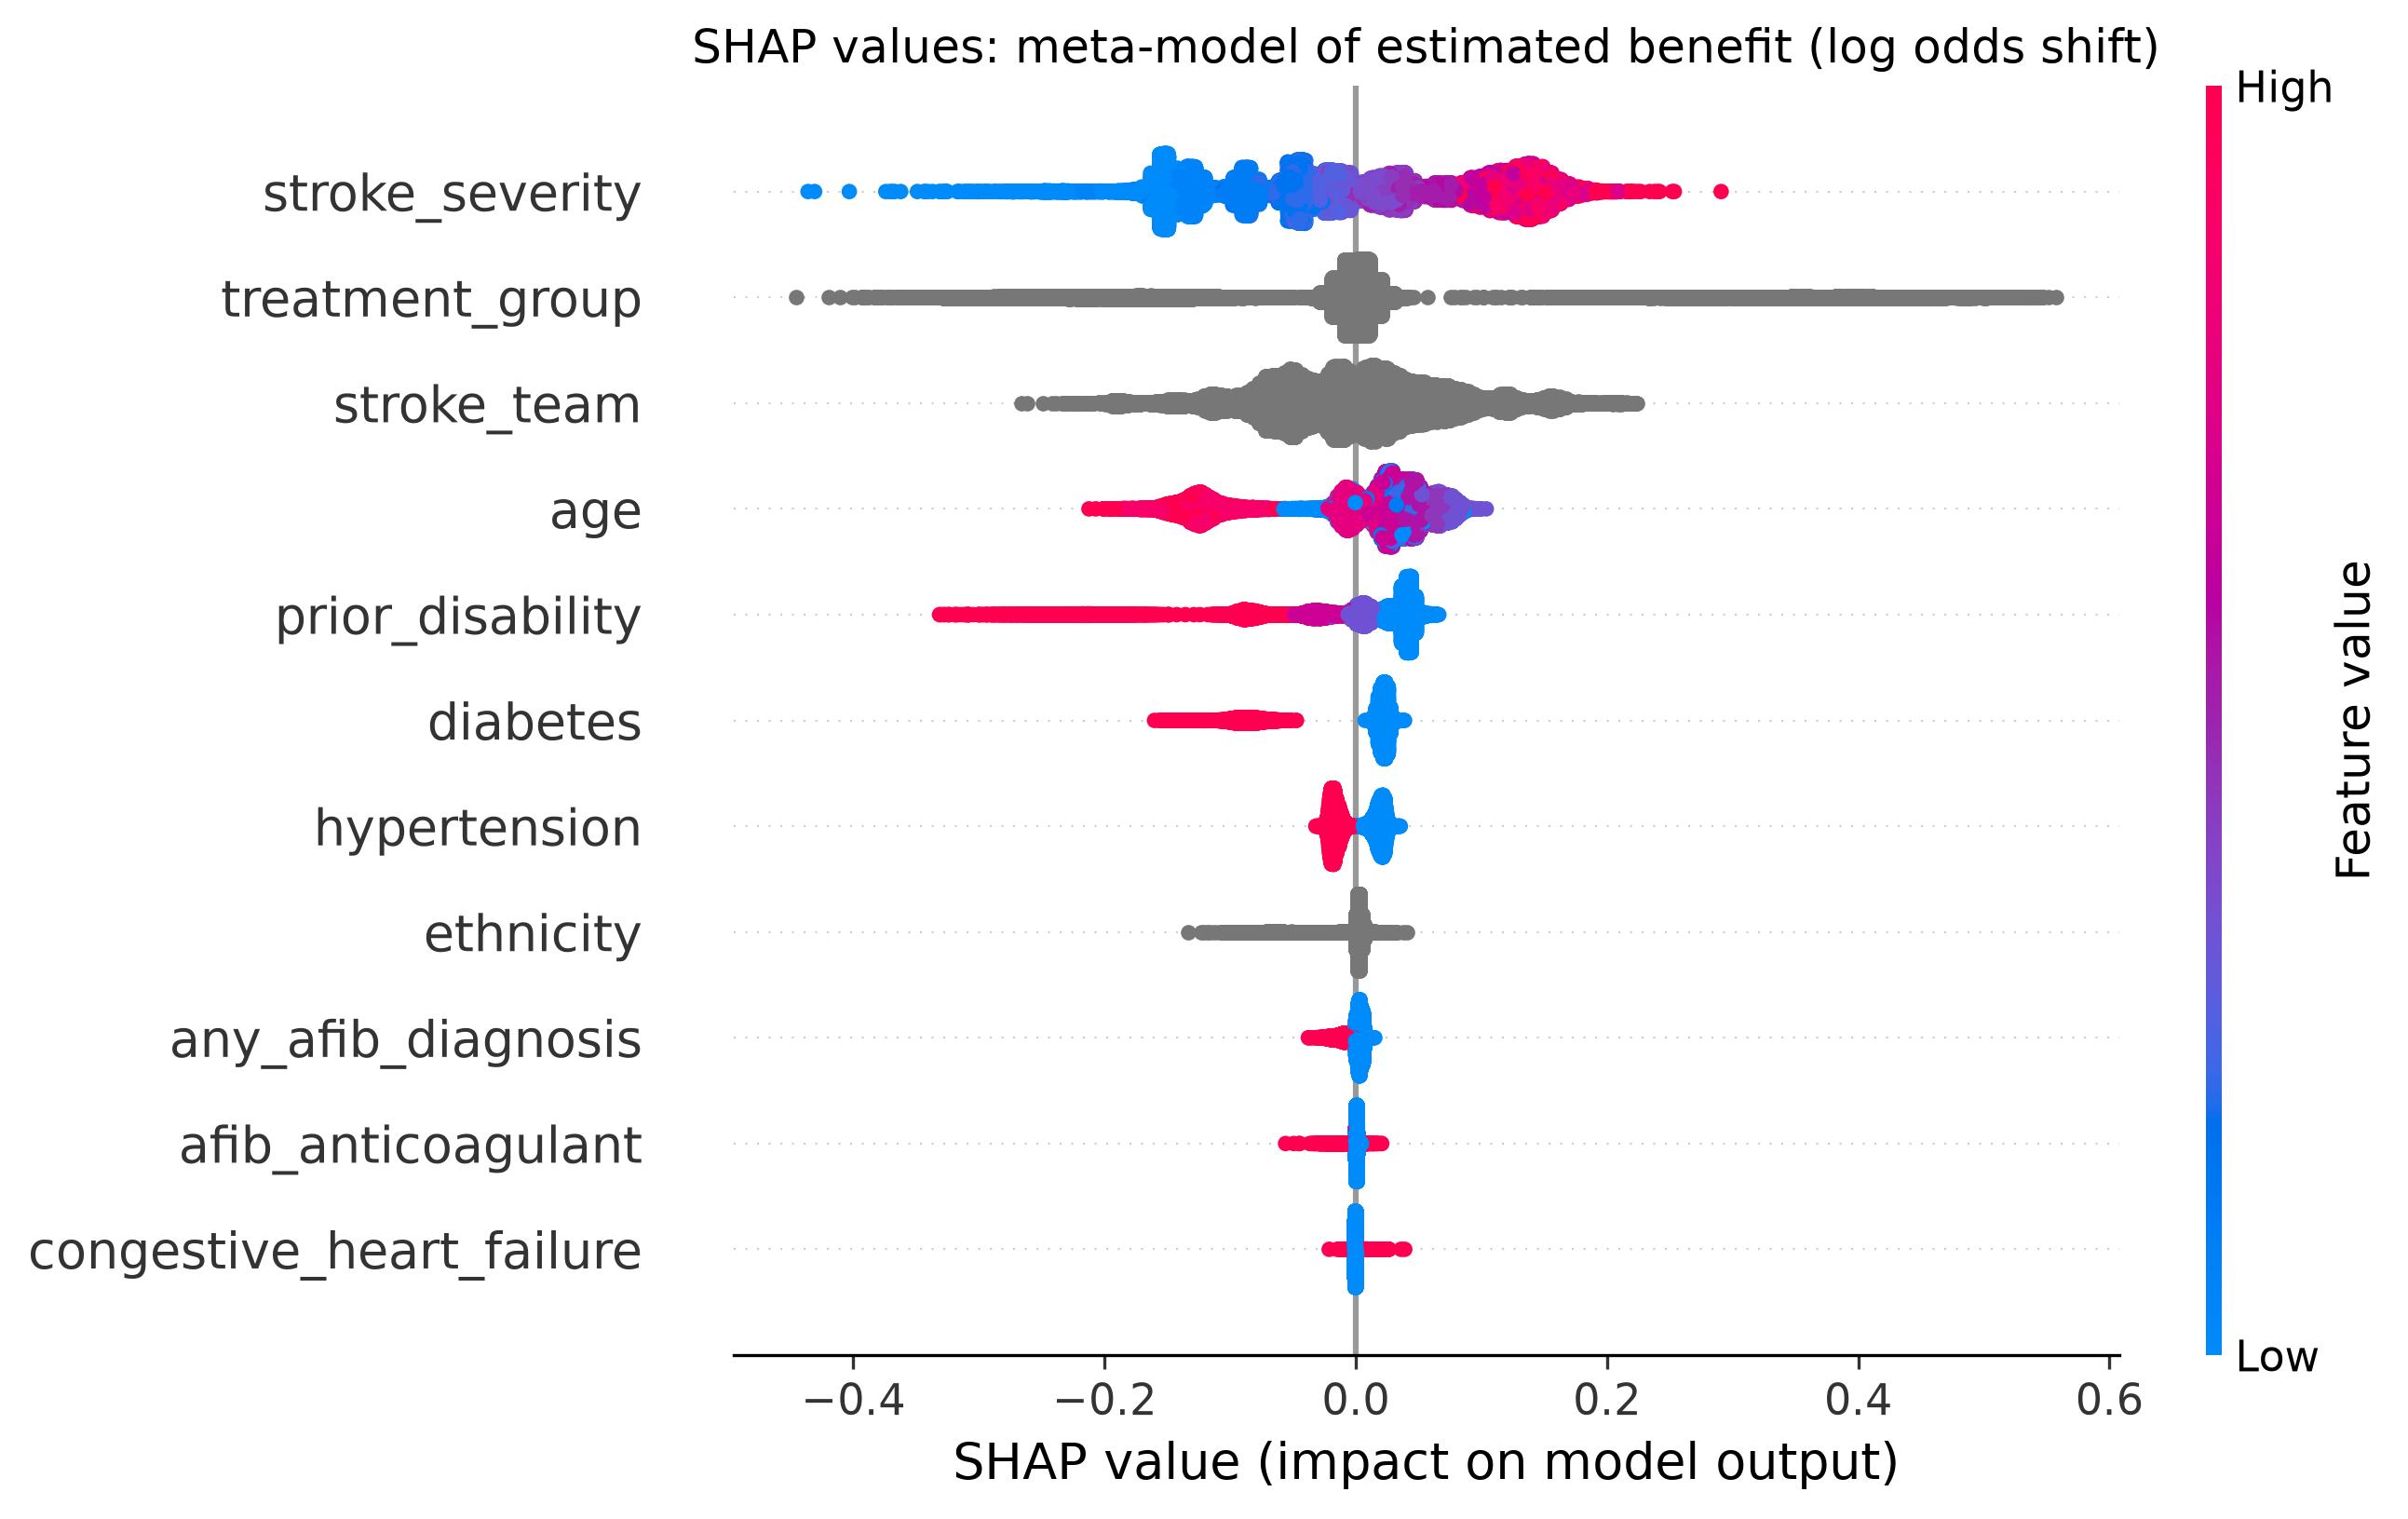 SHAP values: meta-model of estimated benefit (log odds shift)
High
stroke_severity
treatment_group
stroke_team
age
prior_disability
diabetes
hypertension
ethnicity
any_afib_diagnosis
afib_anticoagulant
congestive_heart_failure
Feature value
Low
−0.4 −0.2 0.0 0.2 0.4 0.6
SHAP value (impact on model output)